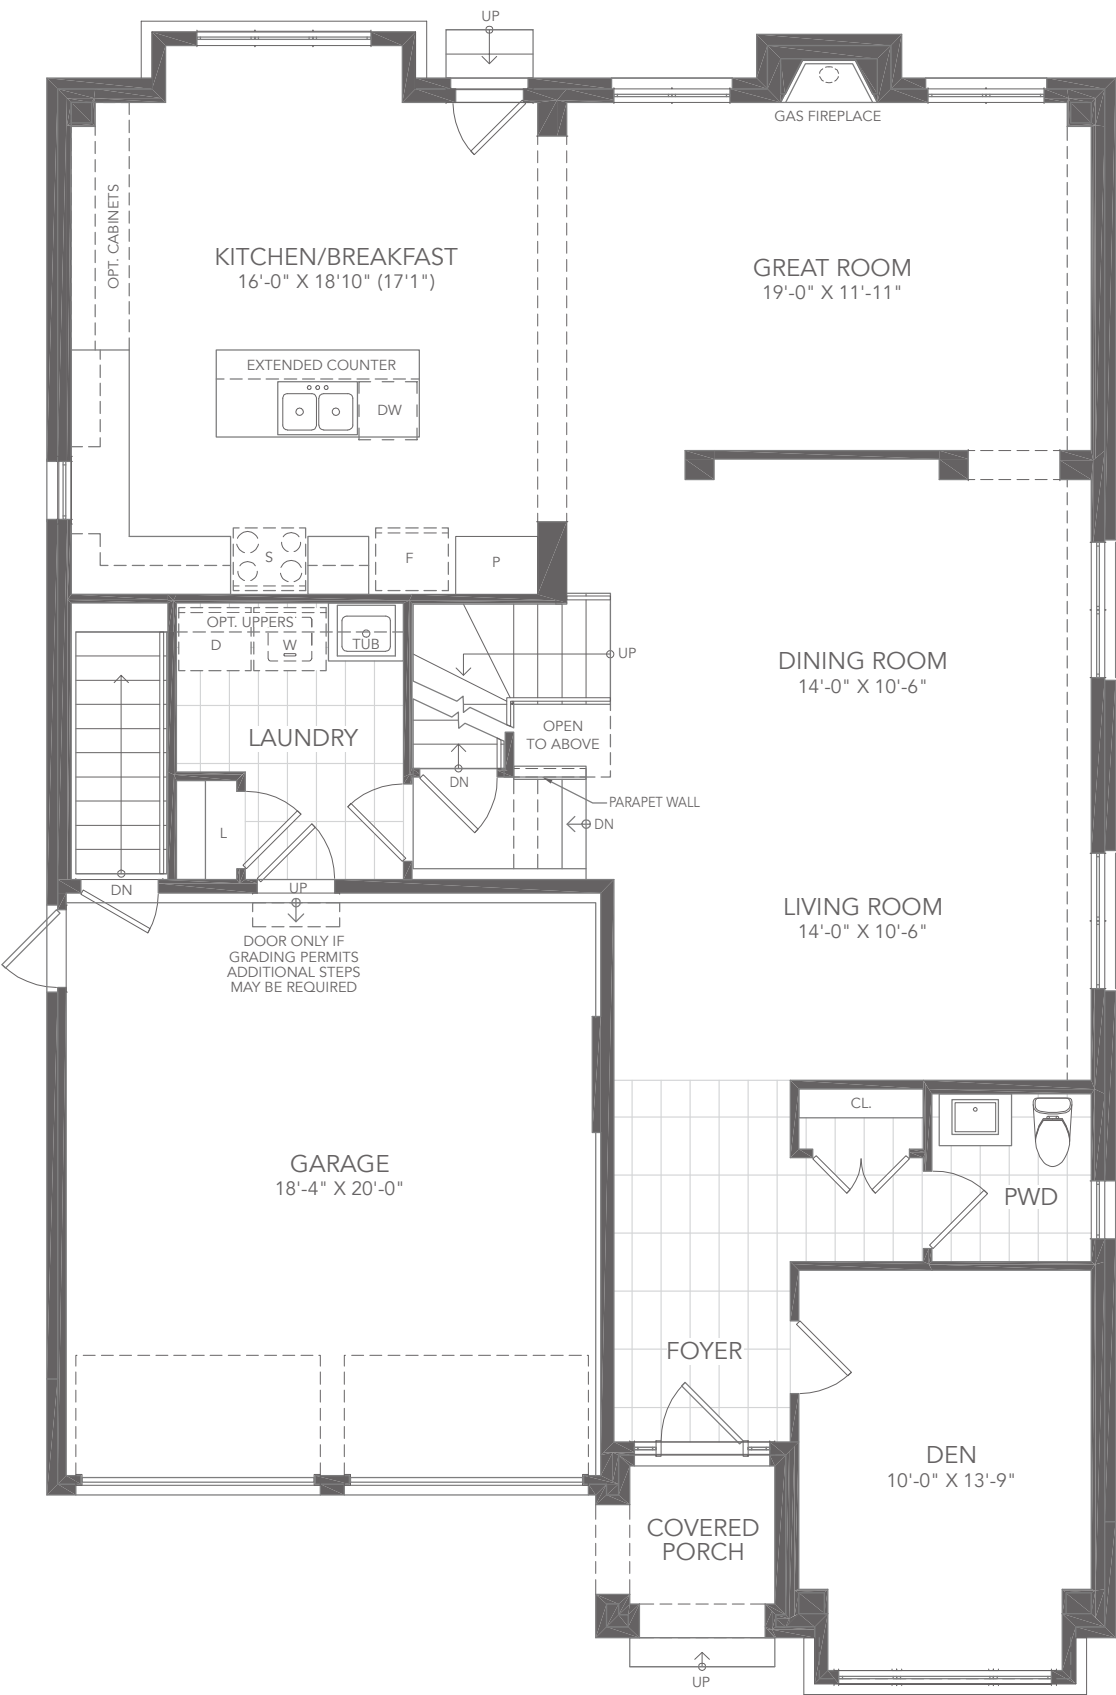 UP
GAS FIREPLACE
OPT. CABINETS
KITCHEN/BREAKFAST
16'-0" X 18'10" (17'1")
GREAT ROOM
19'-0" X 11'-11"
EXTENDED COUNTER
DW
S
F
P
OPT. UPPERS
D
W
TUB
UP
LAUNDRY
OPEN
TO ABOVE
DINING ROOM
14'-0" X 10'-6"
DN
PARAPET WALL
L
DN
DN
UP
LIVING ROOM
14'-0" X 10'-6"
DOOR ONLY IF
GRADING PERMITS
ADDITIONAL STEPS
MAY BE REQUIRED
CL.
GARAGE
18'-4" X 20'-0"
PWD
FOYER
DEN
10'-0" X 13'-9"
COVERED
PORCH
UP